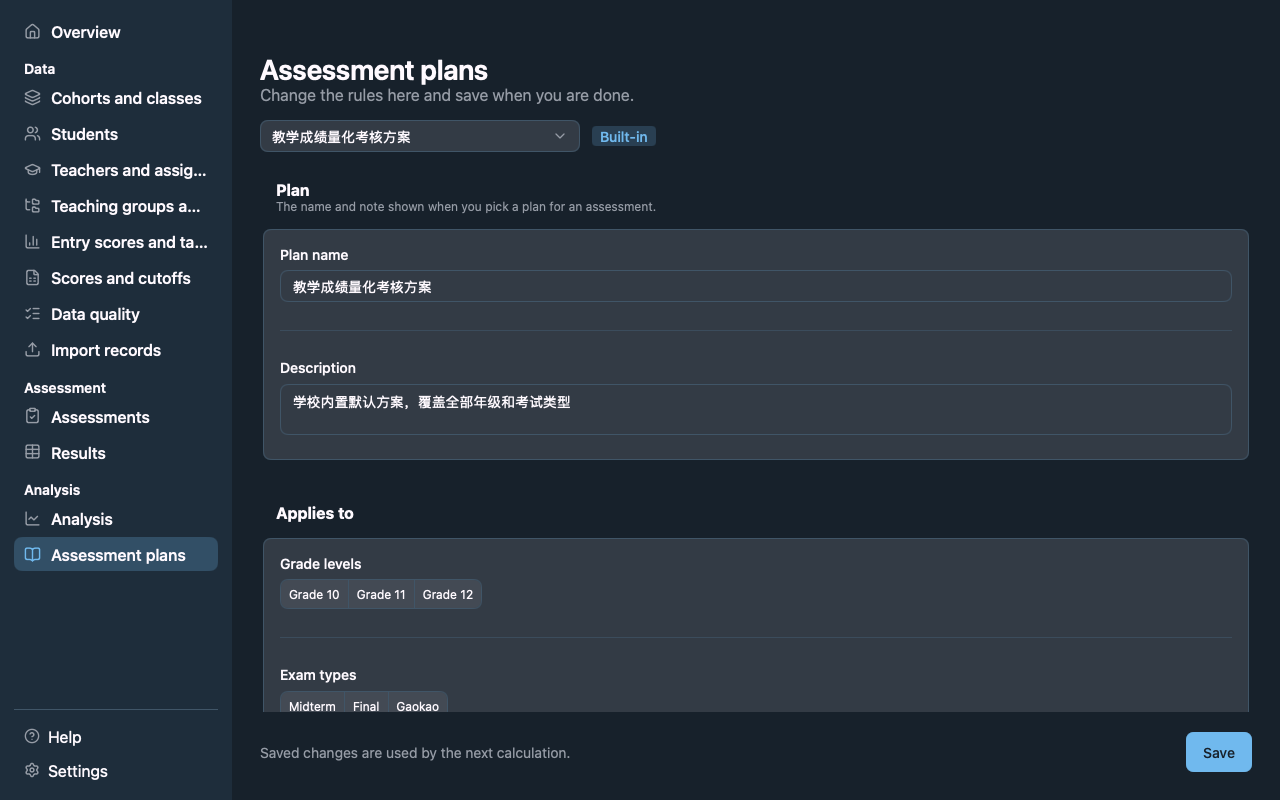 Overview
Data
Cohorts and classes
Students
Teachers and assig...
Teaching groups a...
Entry scores and ta...
Scores and cutoffs
Data quality
Import records
Assessment
Assessments
Results
Analysis
Analysis
Assessment plans
Help
Settings
Assessment plans
Change the rules here and save when you are done.
教学成绩量化考核方案
Built-in
Plan
The name and note shown when you pick a plan for an assessment.
Plan name
教学成绩量化考核方案
Description
学校内置默认方案，覆盖全部年级和考试类型
Applies to
Grade levels
Grade 10 Grade 11 Grade 12
Exam types
Midterm Final Gaokao
Saved changes are used by the next calculation.
Save